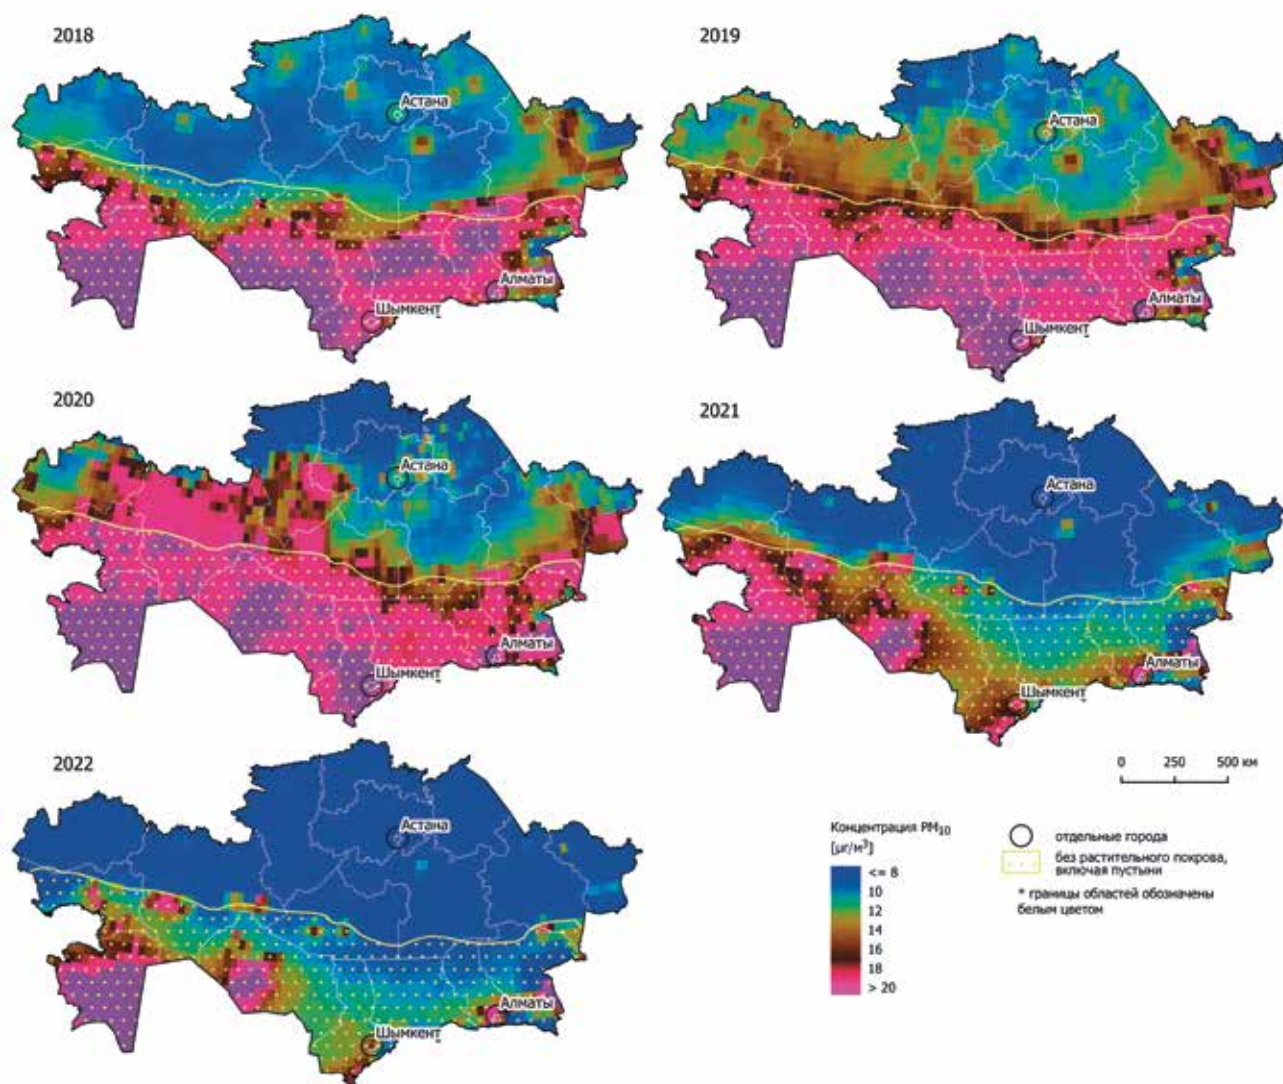 2018
Астана
Алматы
Шымкент
2019
Астана
Алматы
Шымкент
2020
Астана
Алматы
Шымкент
2021
Астана
Алматы
Шымкент
2022
Астана
Алматы
Шымкент
0 250 500 км
Концентрация PM10
[µг/м³]
<= 8
10
12
14
16
18
> 20
отдельные города
без растительного покрова,
включая пустыни
* границы областей обозначены
белым цветом